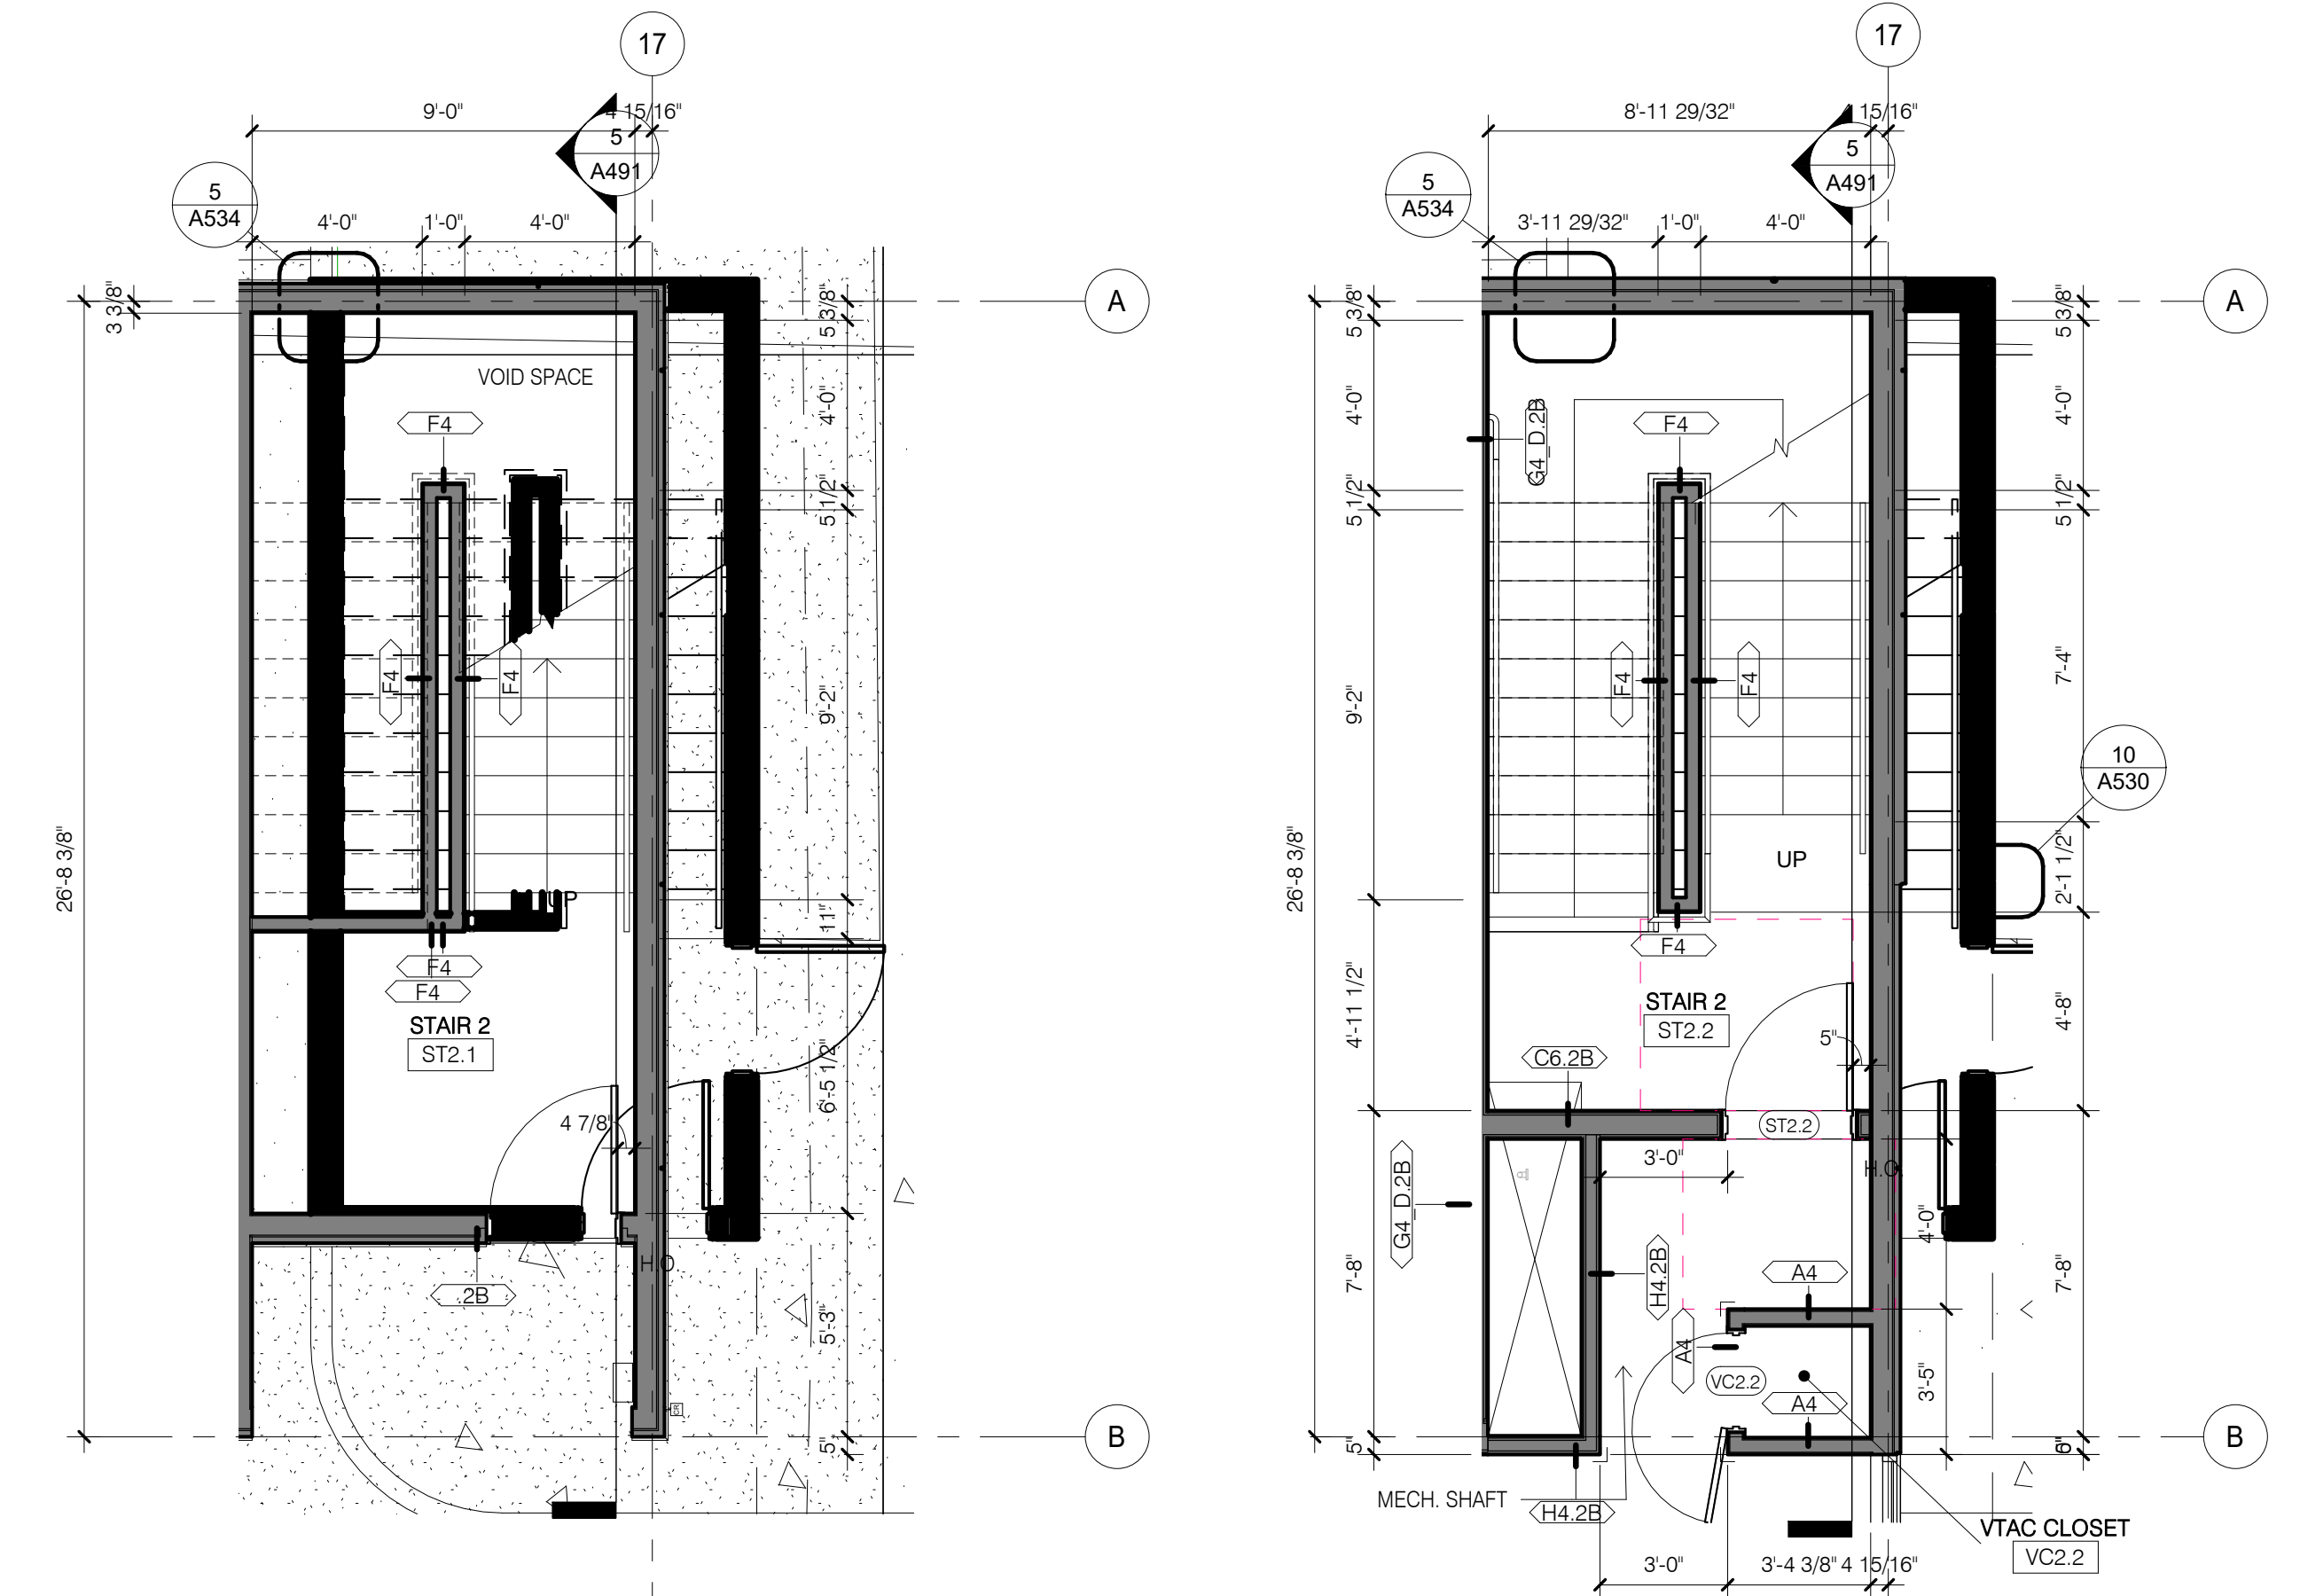 17
9'-0"
4 15/16"
5
A491
5
A534
4'-0"
1'-0"
4'-0"
A
3 3/8"
5 3/8"
VOID SPACE
4'-0"
F4
5 1/2"
F4
F4
9'-2"
26'-8 3/8"
UP
11"
F4
F4
STAIR 2
ST2.1
6'-5 1/2"
4 7/8"
H.O.
.2B
5'-3"
CR
B
5"
17
8'-11 29/32"
15/16"
5
A491
5
A534
3'-11 29/32"
1'-0"
4'-0"
A
5 3/8"
5 3/8"
4'-0"
G4_D.2B
F4
4'-0"
5 1/2"
5 1/2"
F4
F4
7'-4"
9'-2"
10
A530
26'-8 3/8"
UP
2'-1 1/2"
F4
STAIR 2
ST2.2
4'-11 1/2"
4'-8"
5"
C6.2B
ST2.2
3'-0"
H.O.
G4_D.2B
4'-0"
7'-8"
H4.2B
A4
7'-8"
A4
VC2.2
3'-5"
A4
B
5"
MECH. SHAFT
H4.2B
VTAC CLOSET
VC2.2
3'-0"
3'-4 3/8"
4 15/16"